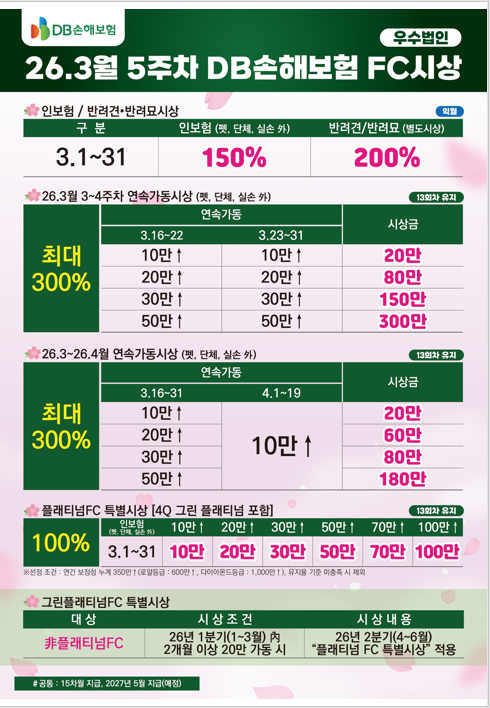 DB손해보험
우수법인
26.3월 5주차 DB손해보험 FC시상
인보험 / 반려견•반려묘시상
익월
구 분 인보험 (펫, 단체, 실손 外) 반려견/반려묘 (별도시상)
3.1~31 150% 200%
26.3월 3~4주차 연속가동시상 (펫, 단체, 실손 外)
13회차 유지
최대
300%
연속가동 시상금
3.16~22 3.23~31
10만↑ 10만↑ 20만
20만↑ 20만↑ 80만
30만↑ 30만↑ 150만
50만↑ 50만↑ 300만
26.3~26.4월 연속가동시상 (펫, 단체, 실손 外)
13회차 유지
최대
300%
연속가동 시상금
3.16~31 4.1~19
10만↑ 20만
20만↑ 60만
10만↑
30만↑ 80만
50만↑ 180만
플래티넘FC 특별시상 [4Q 그린 플래티넘 포함]
13회차 유지
100%
인보험
(펫, 단체, 실손 外)
10만↑ 20만↑ 30만↑ 50만↑ 70만↑ 100만↑
3.1~31 10만 20만 30만 50만 70만 100만
※선정 조건 : 연간 보장성 누계 350만↑(로얄등급 : 600만↑, 다이아몬드등급 : 1,000만↑), 유지율 기준 미충족 시 제외
그린플래티넘FC 특별시상
대 상 시 상 조 건 시 상 내 용
非플래티넘FC
26년 1분기(1~3월) 內
2개월 이상 20만 가동 시
26년 2분기(4~6월)
“플래티넘 FC 특별시상” 적용
#공통 : 15차월 지급, 2027년 5월 지급(예정)